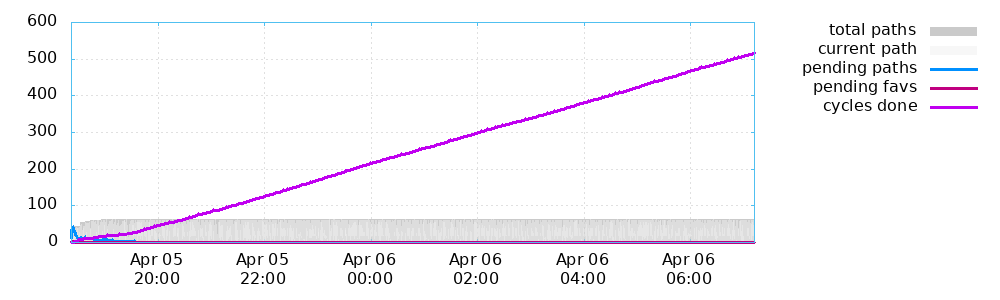 600
500
400
300
200
100
0
Apr 05 Apr 05 Apr 06 Apr 06 Apr 06 Apr 06
20:00 22:00 00:00 02:00 04:00 06:00
total paths
current path
pending paths
pending favs
cycles done